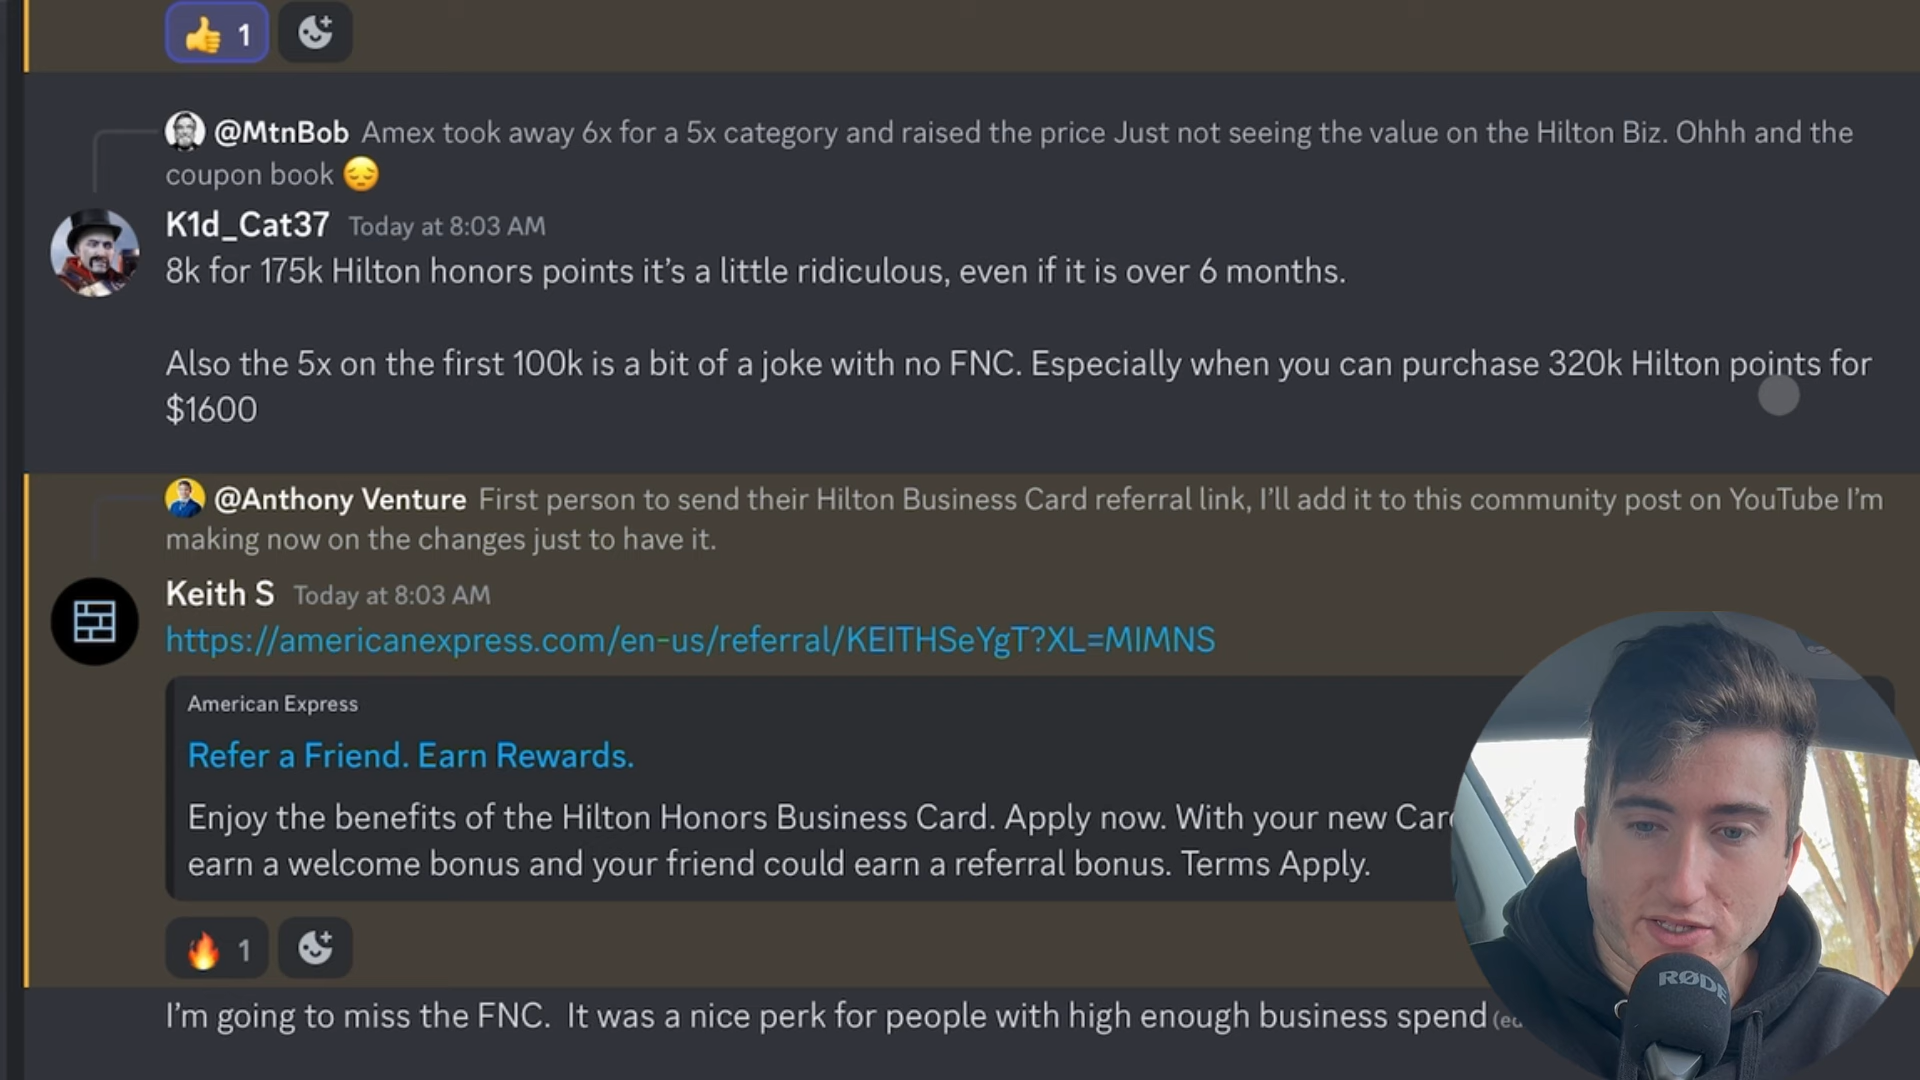 👍 1
@MtnBob Amex took away 6x for a 5x category and raised the price Just not seeing the value on the Hilton Biz. Ohhh and the
coupon book 😔
K1d_Cat37 Today at 8:03 AM
8k for 175k Hilton honors points it's a little ridiculous, even if it is over 6 months.
Also the 5x on the first 100k is a bit of a joke with no FNC. Especially when you can purchase 320k Hilton points for
$1600
@Anthony Venture First person to send their Hilton Business Card referral link, I'll add it to this community post on YouTube I'm
making now on the changes just to have it.
Keith S Today at 8:03 AM
https://americanexpress.com/en-us/referral/KEITHSeYgT?XL=MIMNS
American Express
Refer a Friend. Earn Rewards.
Enjoy the benefits of the Hilton Honors Business Card. Apply now. With your new
earn a welcome bonus and your friend could earn a referral bonus. Terms Apply.
🔥 1
I'm going to miss the FNC. It was a nice perk for people with high enough business spend
RØDE